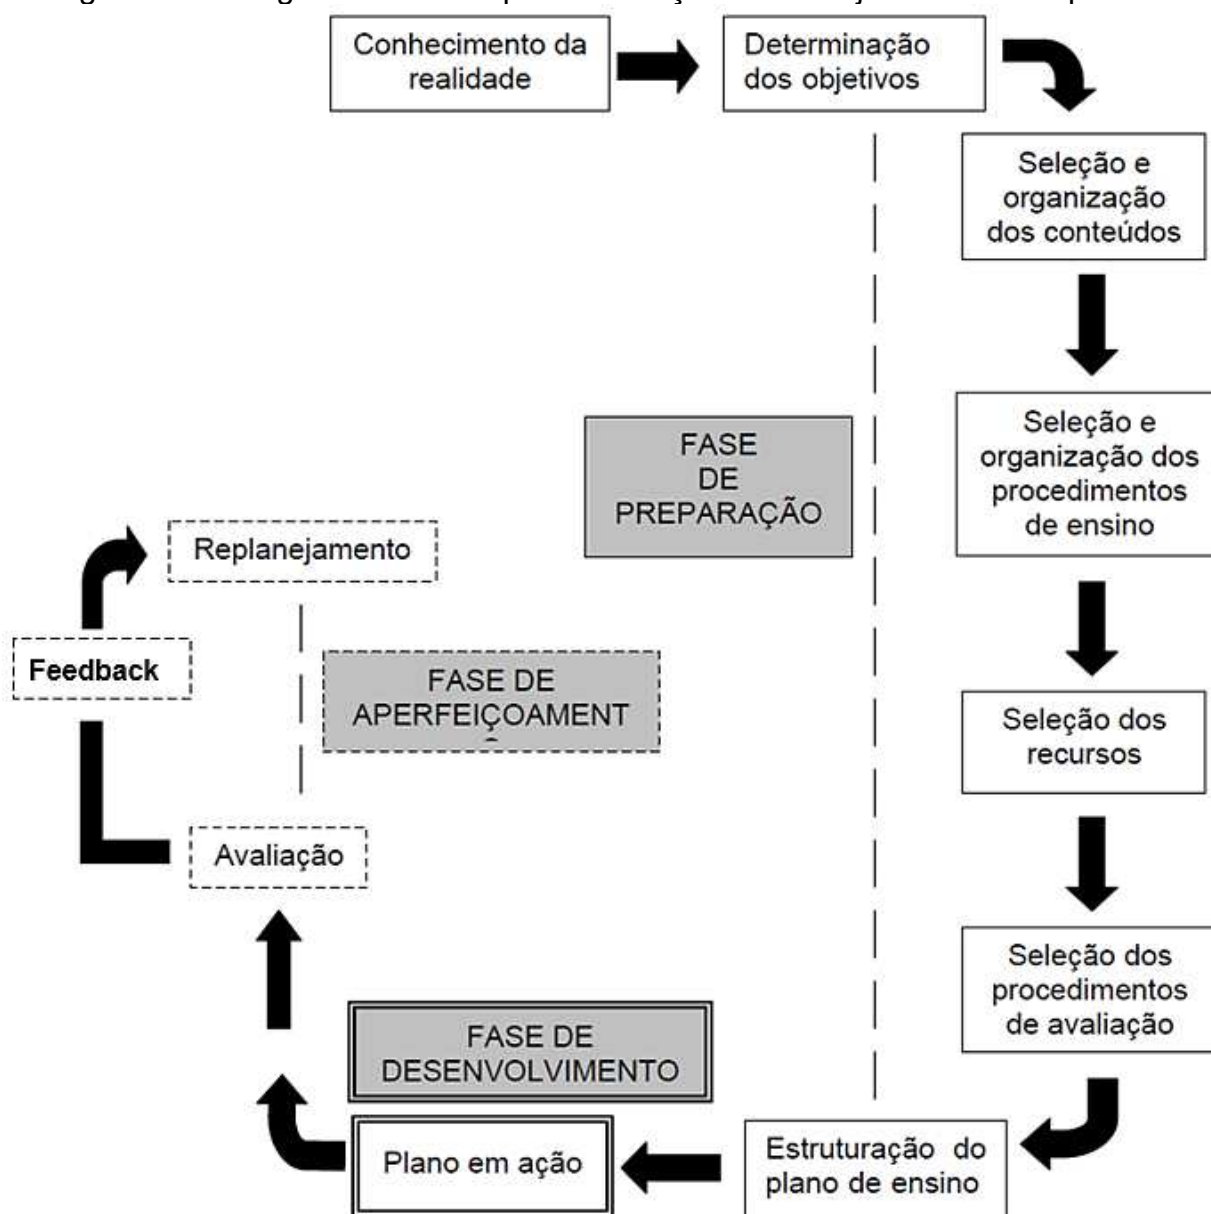 Conhecimento da
realidade
Determinação
dos objetivos
Seleção e
organização
dos conteúdos
Seleção e
organização dos
procedimentos
de ensino
FASE
DE
PREPARAÇÃO
Replanejamento
Feedback
FASE DE
APERFEIÇOAMENT
Seleção dos
recursos
Avaliação
Seleção dos
procedimentos
de avaliação
FASE DE
DESENVOLVIMENTO
Plano em ação
Estruturação do
plano de ensino